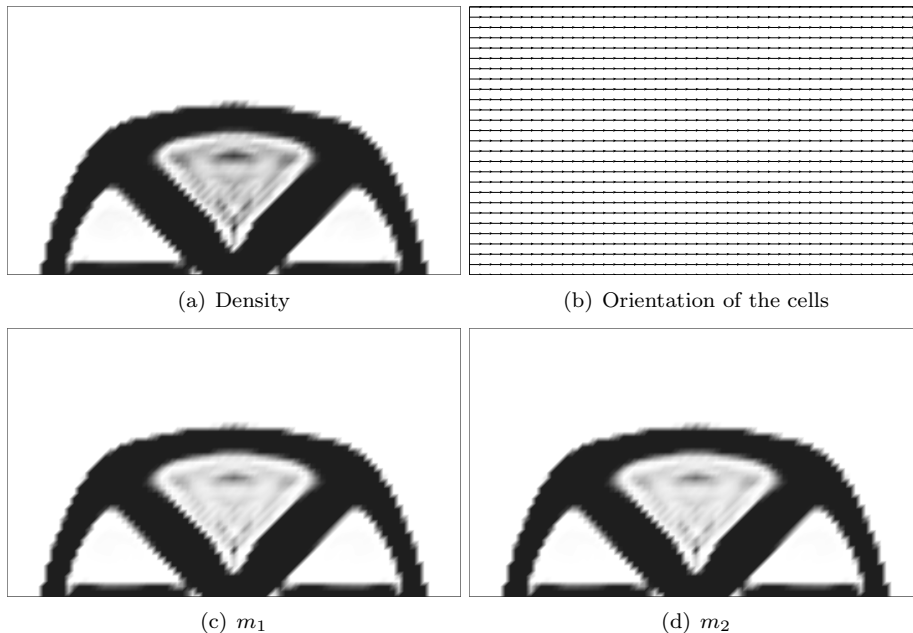 (a) Density
(b) Orientation of the cells
(c) m₁
(d) m₂